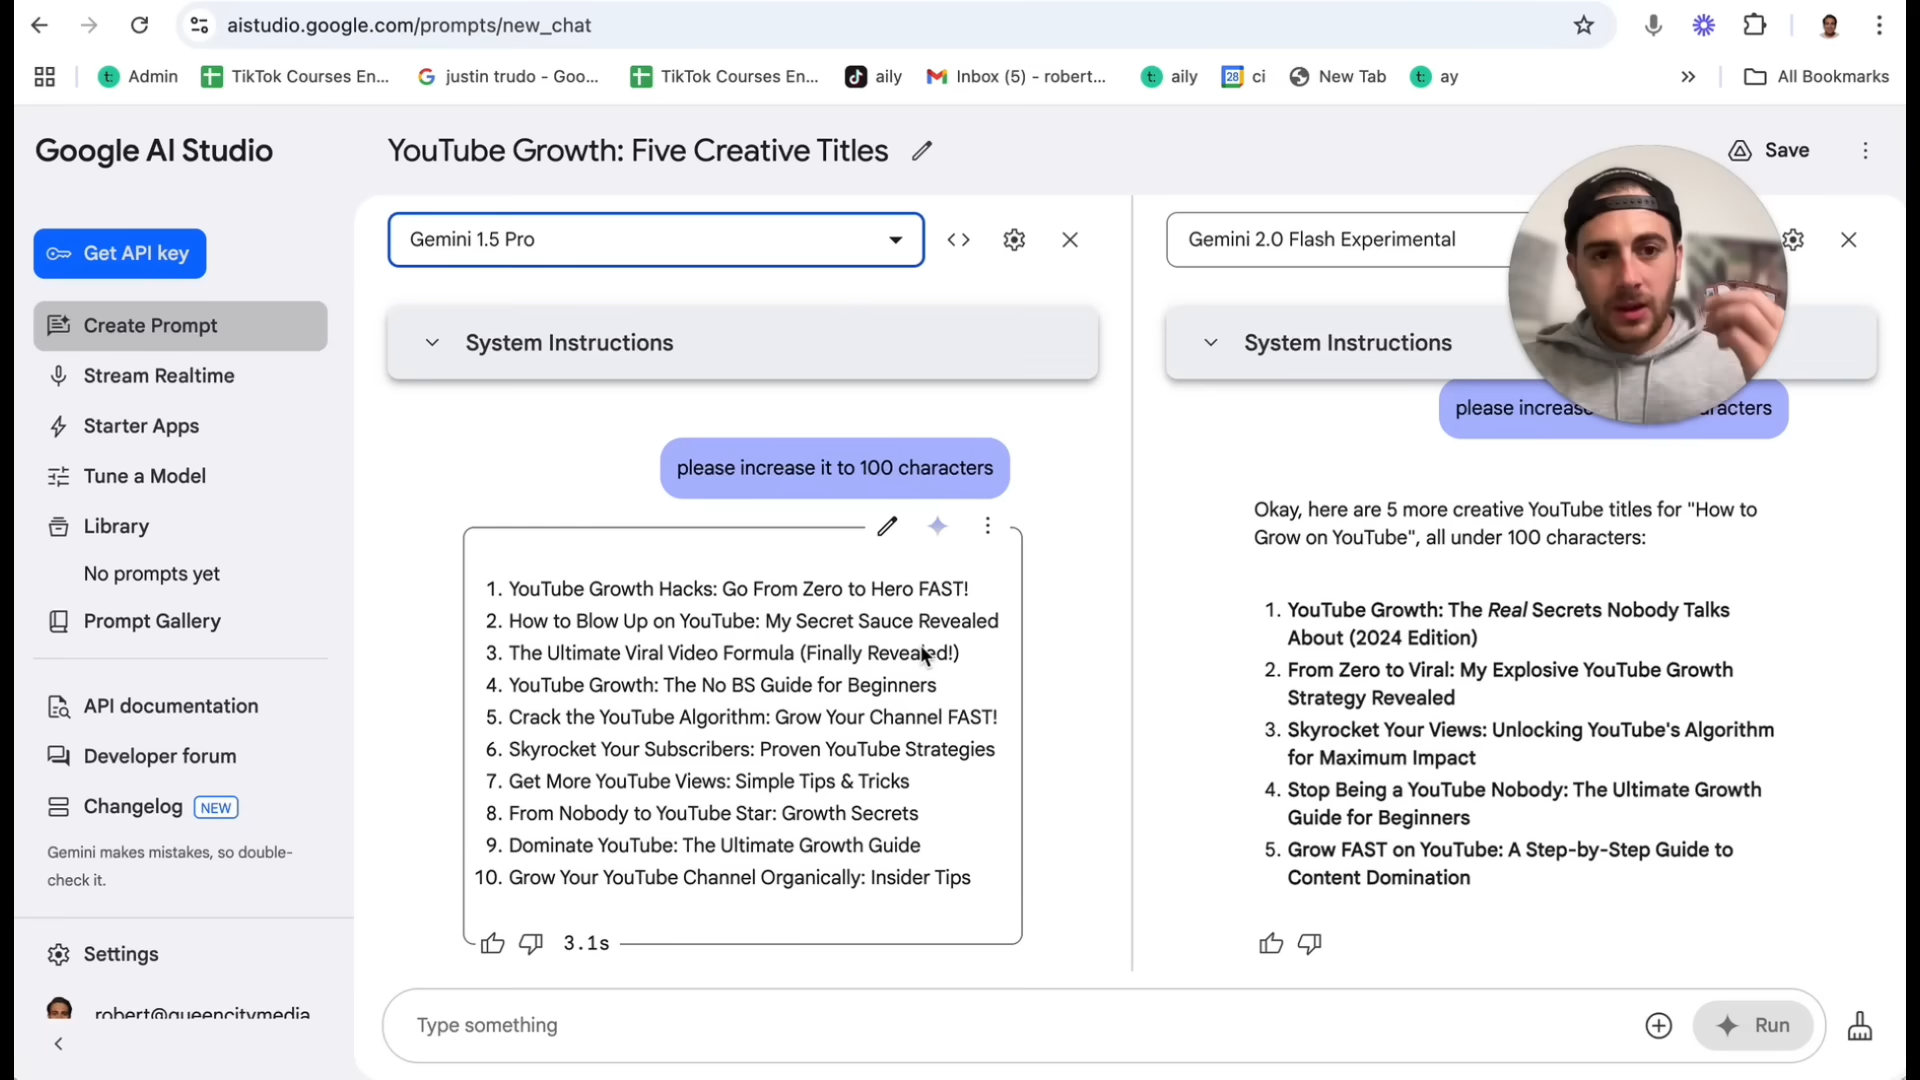 aistudio.google.com/prompts/new_chat
Admin
TikTok Courses En...
justin trudo - Goo...
TikTok Courses En...
aily
Inbox (5) - robert...
aily
28
ci
New Tab
ay
All Bookmarks
Google AI Studio
YouTube Growth: Five Creative Titles
Save
Get API key
Create Prompt
Stream Realtime
Starter Apps
Tune a Model
Library
No prompts yet
Prompt Gallery
API documentation
Developer forum
Changelog NEW
Gemini makes mistakes, so double-
check it.
Settings
robert@queencitymedia
Gemini 1.5 Pro
System Instructions
please increase it to 100 characters
1. YouTube Growth Hacks: Go From Zero to Hero FAST!
2. How to Blow Up on YouTube: My Secret Sauce Revealed
3. The Ultimate Viral Video Formula (Finally Revealed!)
4. YouTube Growth: The No BS Guide for Beginners
5. Crack the YouTube Algorithm: Grow Your Channel FAST!
6. Skyrocket Your Subscribers: Proven YouTube Strategies
7. Get More YouTube Views: Simple Tips & Tricks
8. From Nobody to YouTube Star: Growth Secrets
9. Dominate YouTube: The Ultimate Growth Guide
10. Grow Your YouTube Channel Organically: Insider Tips
3.1s
Gemini 2.0 Flash Experimental
System Instructions
please
Okay, here are 5 more creative YouTube titles for "How to
Grow on YouTube", all under 100 characters:
1. YouTube Growth: The Real Secrets Nobody Talks
About (2024 Edition)
2. From Zero to Viral: My Explosive YouTube Growth
Strategy Revealed
3. Skyrocket Your Views: Unlocking YouTube's Algorithm
for Maximum Impact
4. Stop Being a YouTube Nobody: The Ultimate Growth
Guide for Beginners
5. Grow FAST on YouTube: A Step-by-Step Guide to
Content Domination
Type something
Run